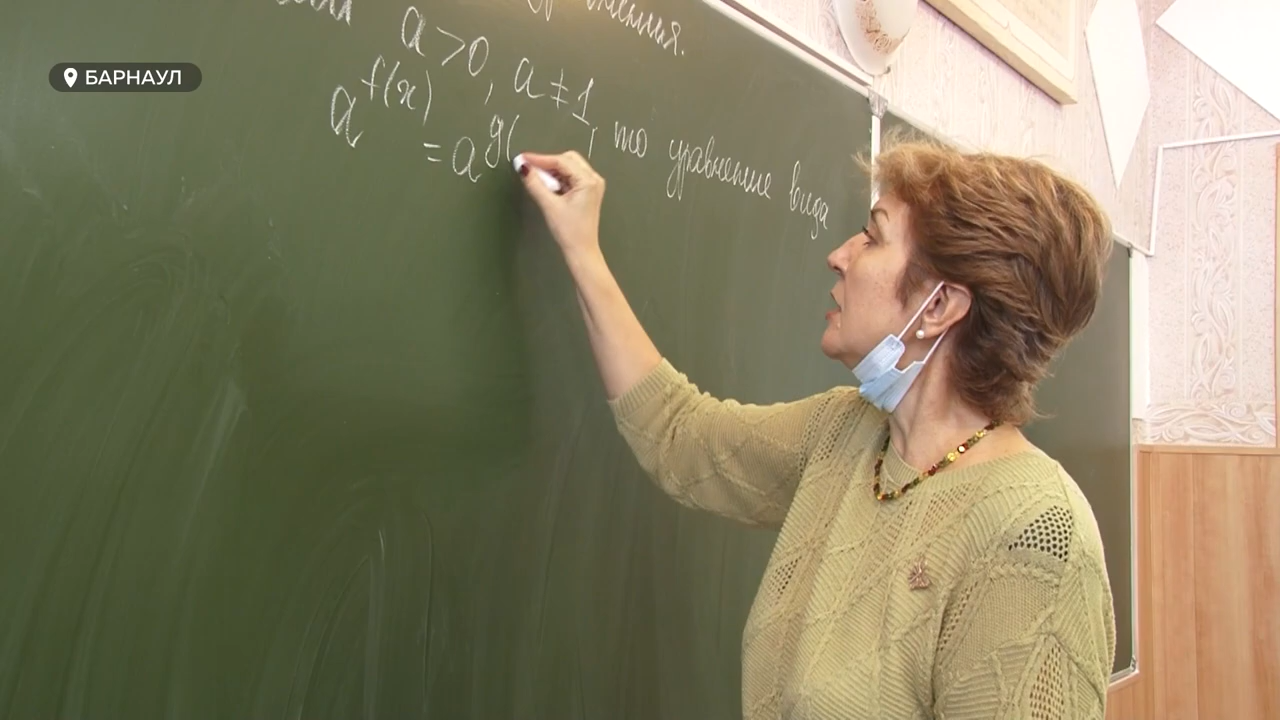 БАРНАУЛ
a>0, a≠1, то уравнение вида
a^f(x) = a^g(